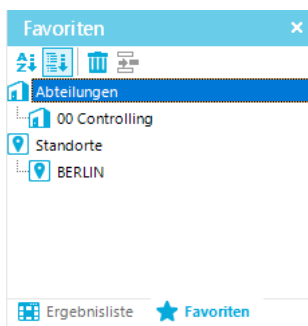 Favoriten
Abteilungen
00 Controlling
Standorte
BERLIN
Ergebnisliste Favoriten